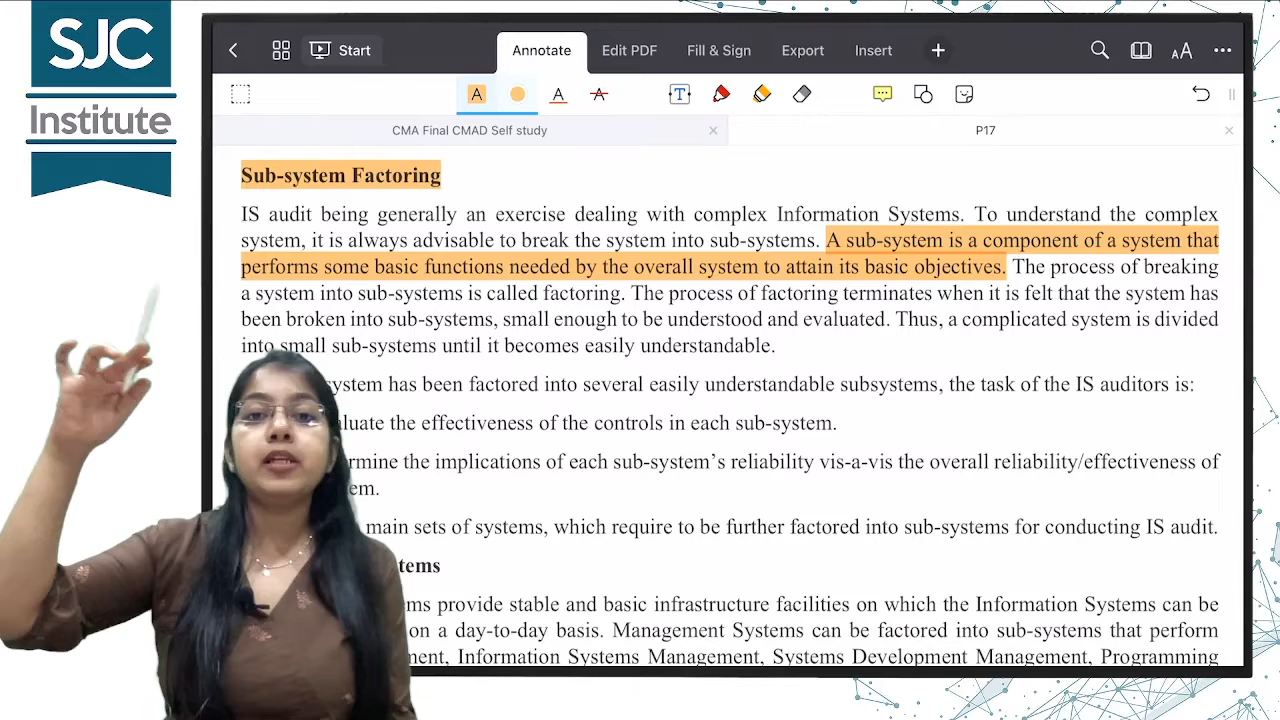 SJC
Institute
Start
Annotate
Edit PDF
Fill & Sign
Export
Insert
CMA Final CMAD Self study
P17
Sub-system Factoring
IS audit being generally an exercise dealing with complex Information Systems. To understand the complex
system, it is always advisable to break the system into sub-systems. A sub-system is a component of a system that
performs some basic functions needed by the overall system to attain its basic objectives. The process of breaking
a system into sub-systems is called factoring. The process of factoring terminates when it is felt that the system has
been broken into sub-systems, small enough to be understood and evaluated. Thus, a complicated system is divided
into small sub-systems until it becomes easily understandable.
system has been factored into several easily understandable subsystems, the task of the IS auditors is:
the effectiveness of the controls in each sub-system.
the implications of each sub-system's reliability vis-a-vis the overall reliability/effectiveness of
main sets of systems, which require to be further factored into sub-systems for conducting IS audit.
provide stable and basic infrastructure facilities on which the Information Systems can be
on a day-to-day basis. Management Systems can be factored into sub-systems that perform
Information Systems Management, Systems Development Management, Programming